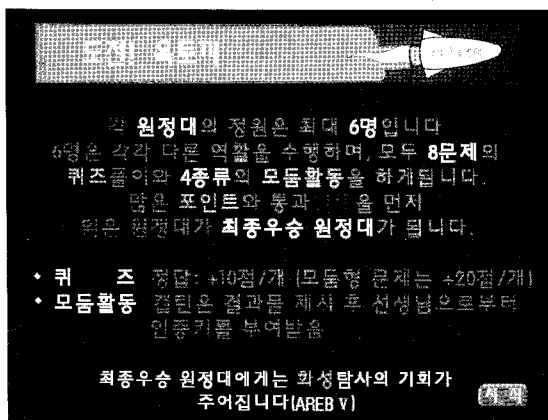 도전!
각 원정대의 정원은 최대 6명입니다
6명은 각각 다른 역할을 수행하며, 모두 8문제의
퀴즈풀이와 4종류의 모둠활동을 하게됩니다.
많은 포인트와 통과 을 먼저
얻은 원정대가 최종우승 원정대가 됩니다.
• 퀴 즈 정답: +10점/개 (모둠형 문제는 +20점/개)
• 모둠활동 캡틴은 결과물 제시 후 선생님으로부터
인증키를 부여받음
최종우승 원정대에게는 화성탐사의 기회가
주어집니다(AREB V)
시 작